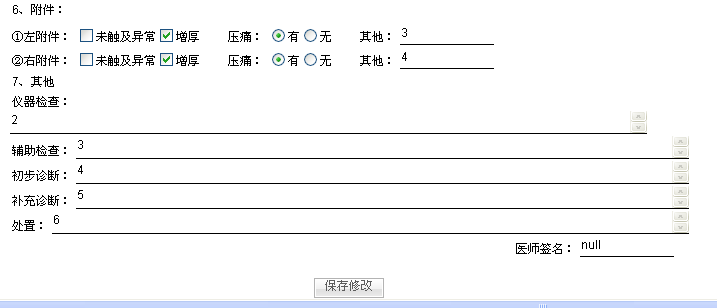 6、附件：
①左附件： 未触及异常 增厚 压痛： 有 无 其他： 3
②右附件： 未触及异常 增厚 压痛： 有 无 其他： 4
7、其他
仪器检查：
2
辅助检查： 3
初步诊断： 4
补充诊断： 5
处置： 6
医师签名： null
保存修改